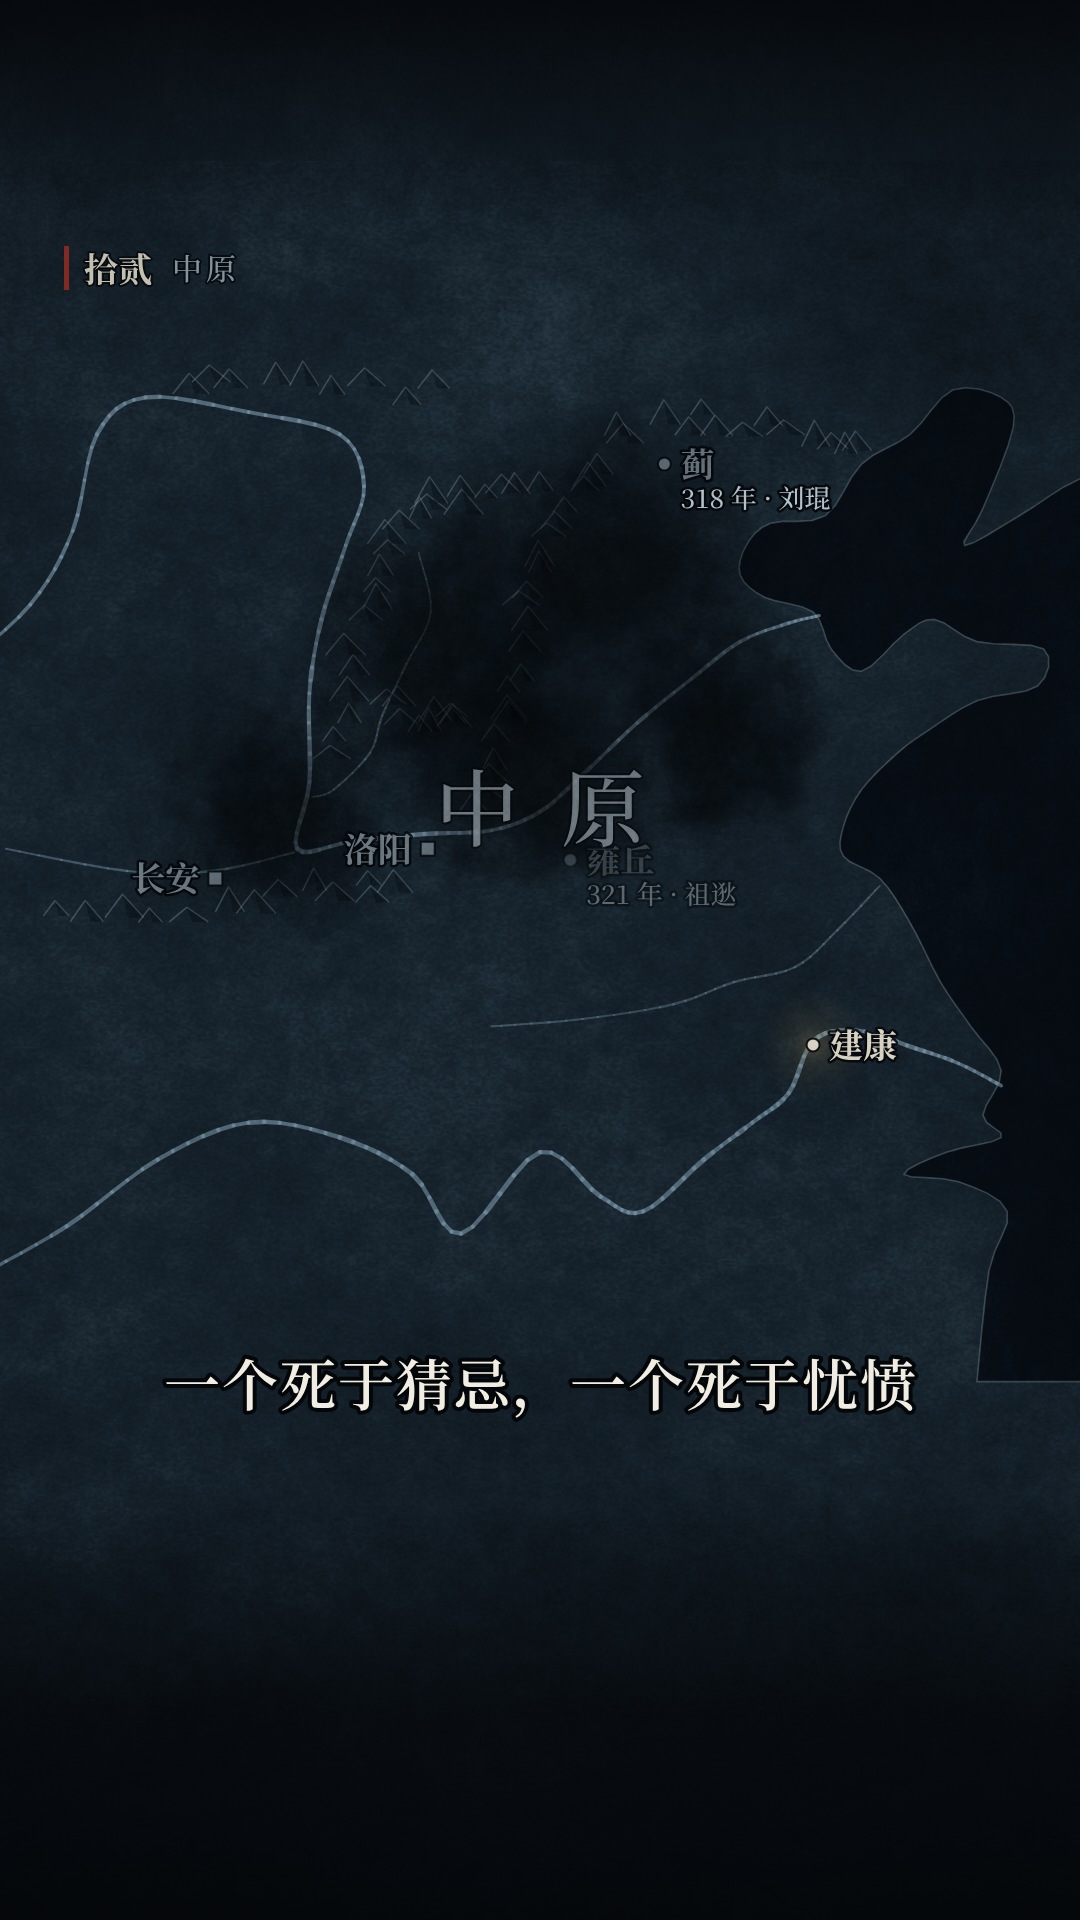 拾贰 中原
蓟
318 年 · 刘琨
中原
洛阳
长安
雍丘
321 年 · 祖逖
建康
一个死于猜忌，一个死于忧愤